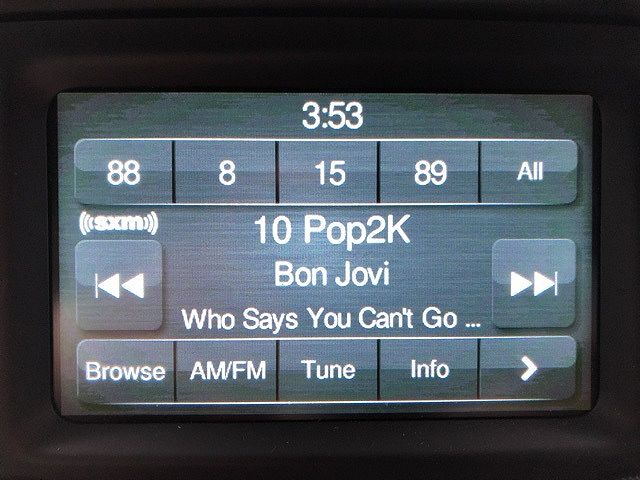 3:53
88 8 15 89 All
((sxm))
10 Pop2K
Bon Jovi
Who Says You Can't Go ...
Browse AM/FM Tune Info